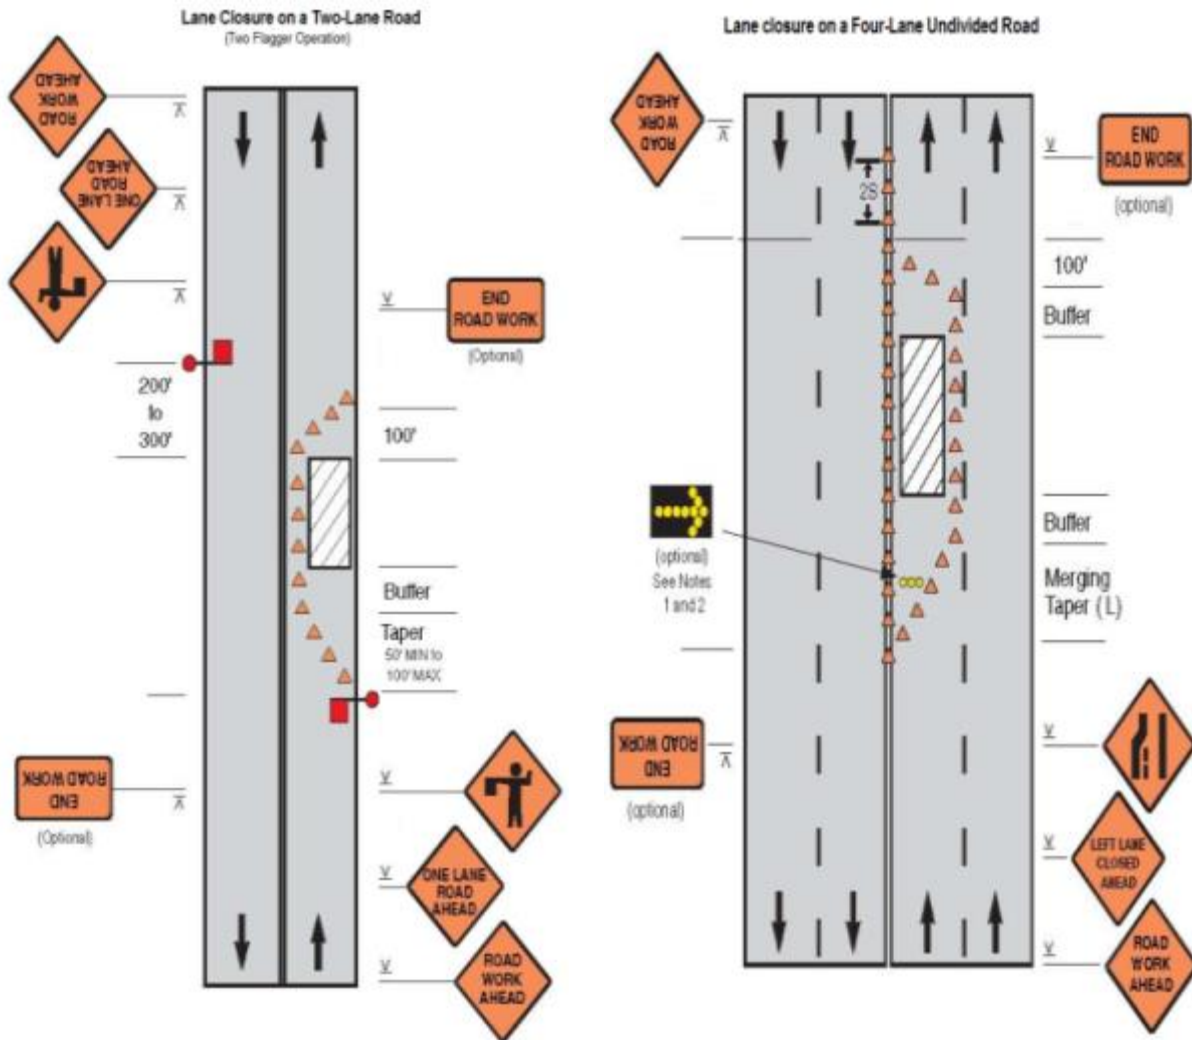 Lane Closure on a Two-Lane Road
(Two Flagger Operation)
ROAD
WORK
AHEAD
ONE LANE
ROAD
AHEAD
END
ROAD WORK
(Optional)
200'
to
300'
100'
Buffer
Taper
50' MIN to
100' MAX
END
ROAD WORK
(Optional)
ONE LANE
ROAD
AHEAD
ROAD
WORK
AHEAD
Lane closure on a Four-Lane Undivided Road
ROAD
WORK
AHEAD
END
ROAD WORK
(optional)
2S
100'
Buffer
(optional)
See Notes
1 and 2
Buffer
Merging
Taper (L)
END
ROAD WORK
(optional)
LEFT LANE
CLOSED
AHEAD
ROAD
WORK
AHEAD